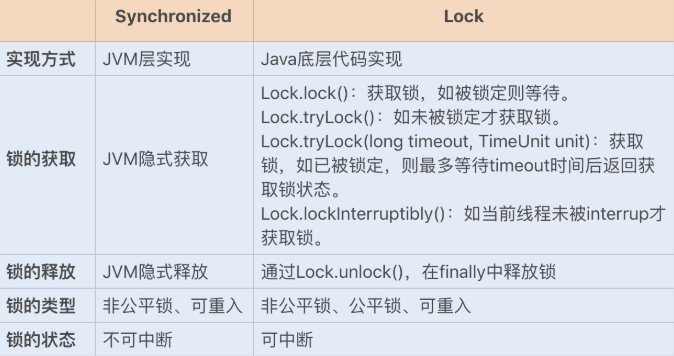 Synchronized Lock
实现方式 JVM层实现 Java底层代码实现
锁的获取 JVM隐式获取 Lock.lock()：获取锁，如被锁定则等待。
Lock.tryLock()：如未被锁定才获取锁。
Lock.tryLock(long timeout, TimeUnit unit)：获取
锁，如已被锁定，则最多等待timeout时间后返回获
取锁状态。
Lock.lockInterruptibly()：如当前线程未被interrup才
获取锁。
锁的释放 JVM隐式释放 通过Lock.unlock()，在finally中释放锁
锁的类型 非公平锁、可重入 非公平锁、公平锁、可重入
锁的状态 不可中断 可中断